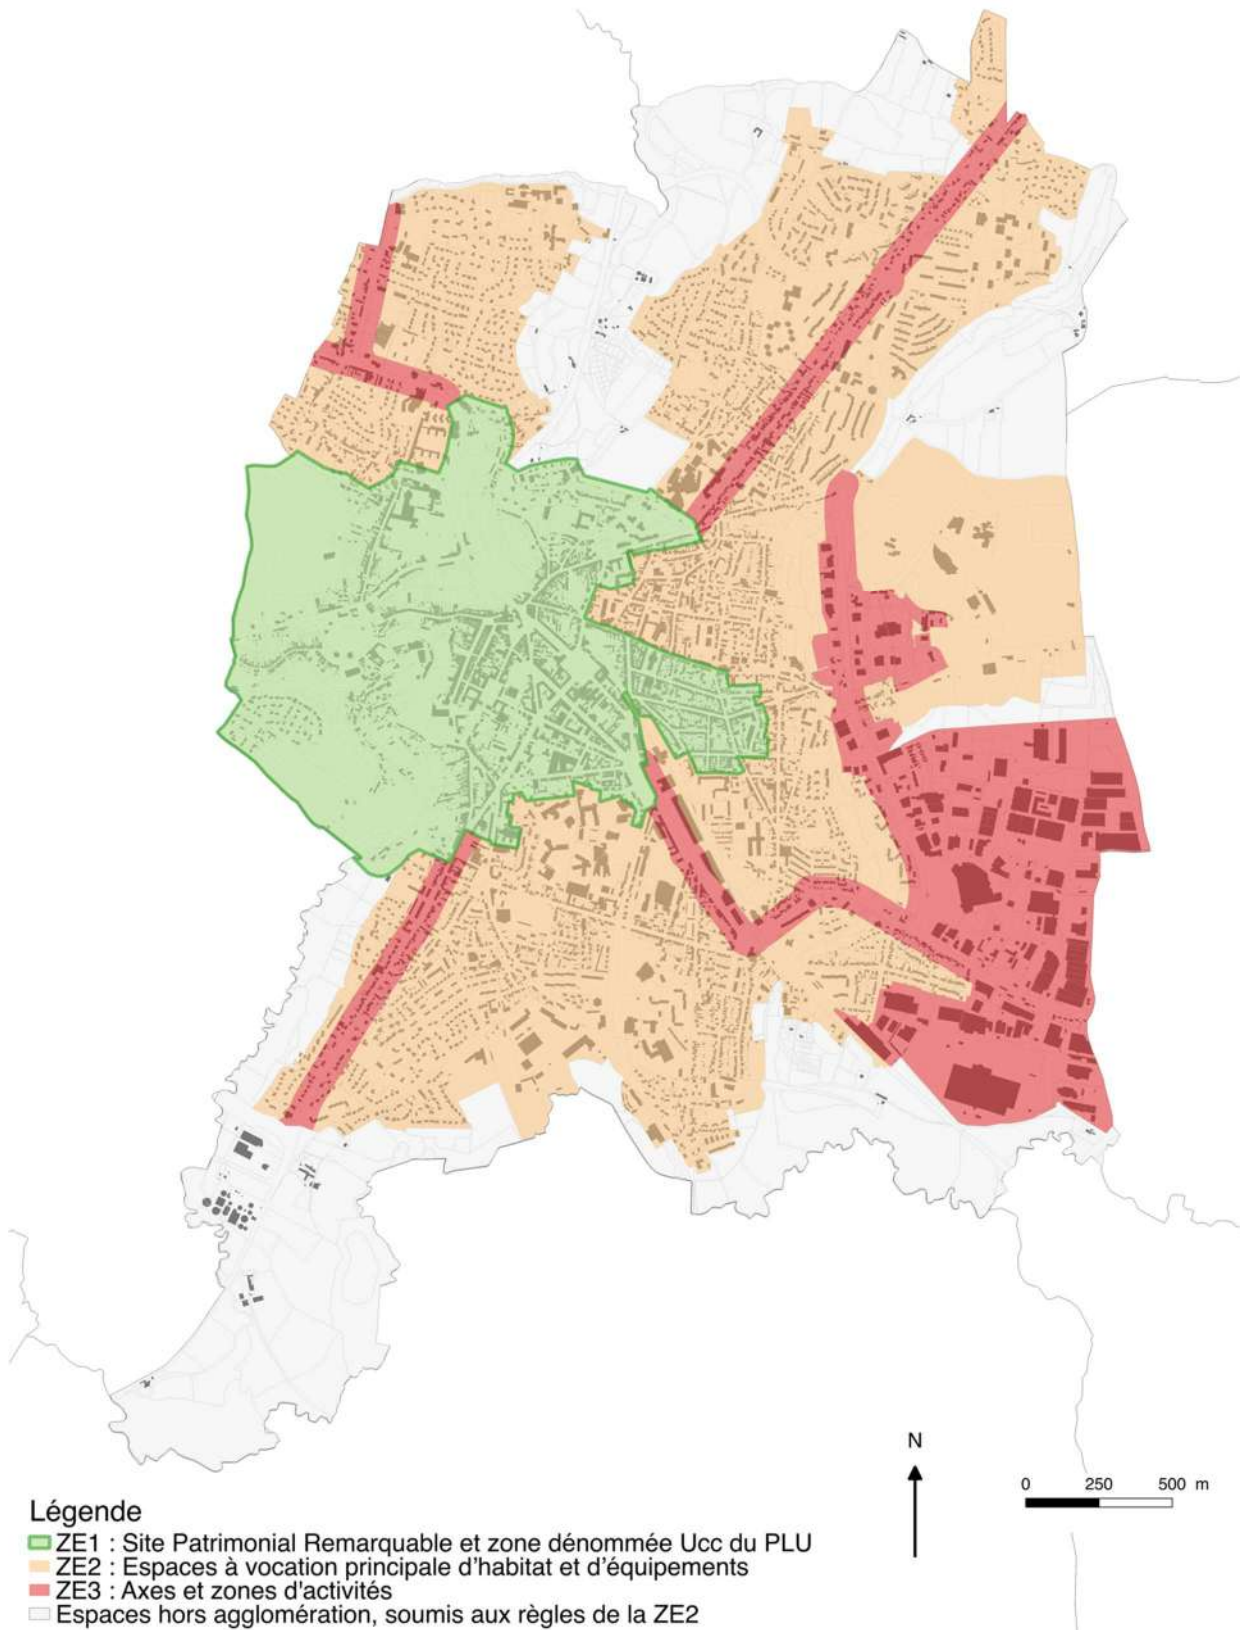 N
0 250 500 m
Légende
ZE1 : Site Patrimonial Remarquable et zone dénommée Ucc du PLU
ZE2 : Espaces à vocation principale d'habitat et d'équipements
ZE3 : Axes et zones d'activités
Espaces hors agglomération, soumis aux règles de la ZE2